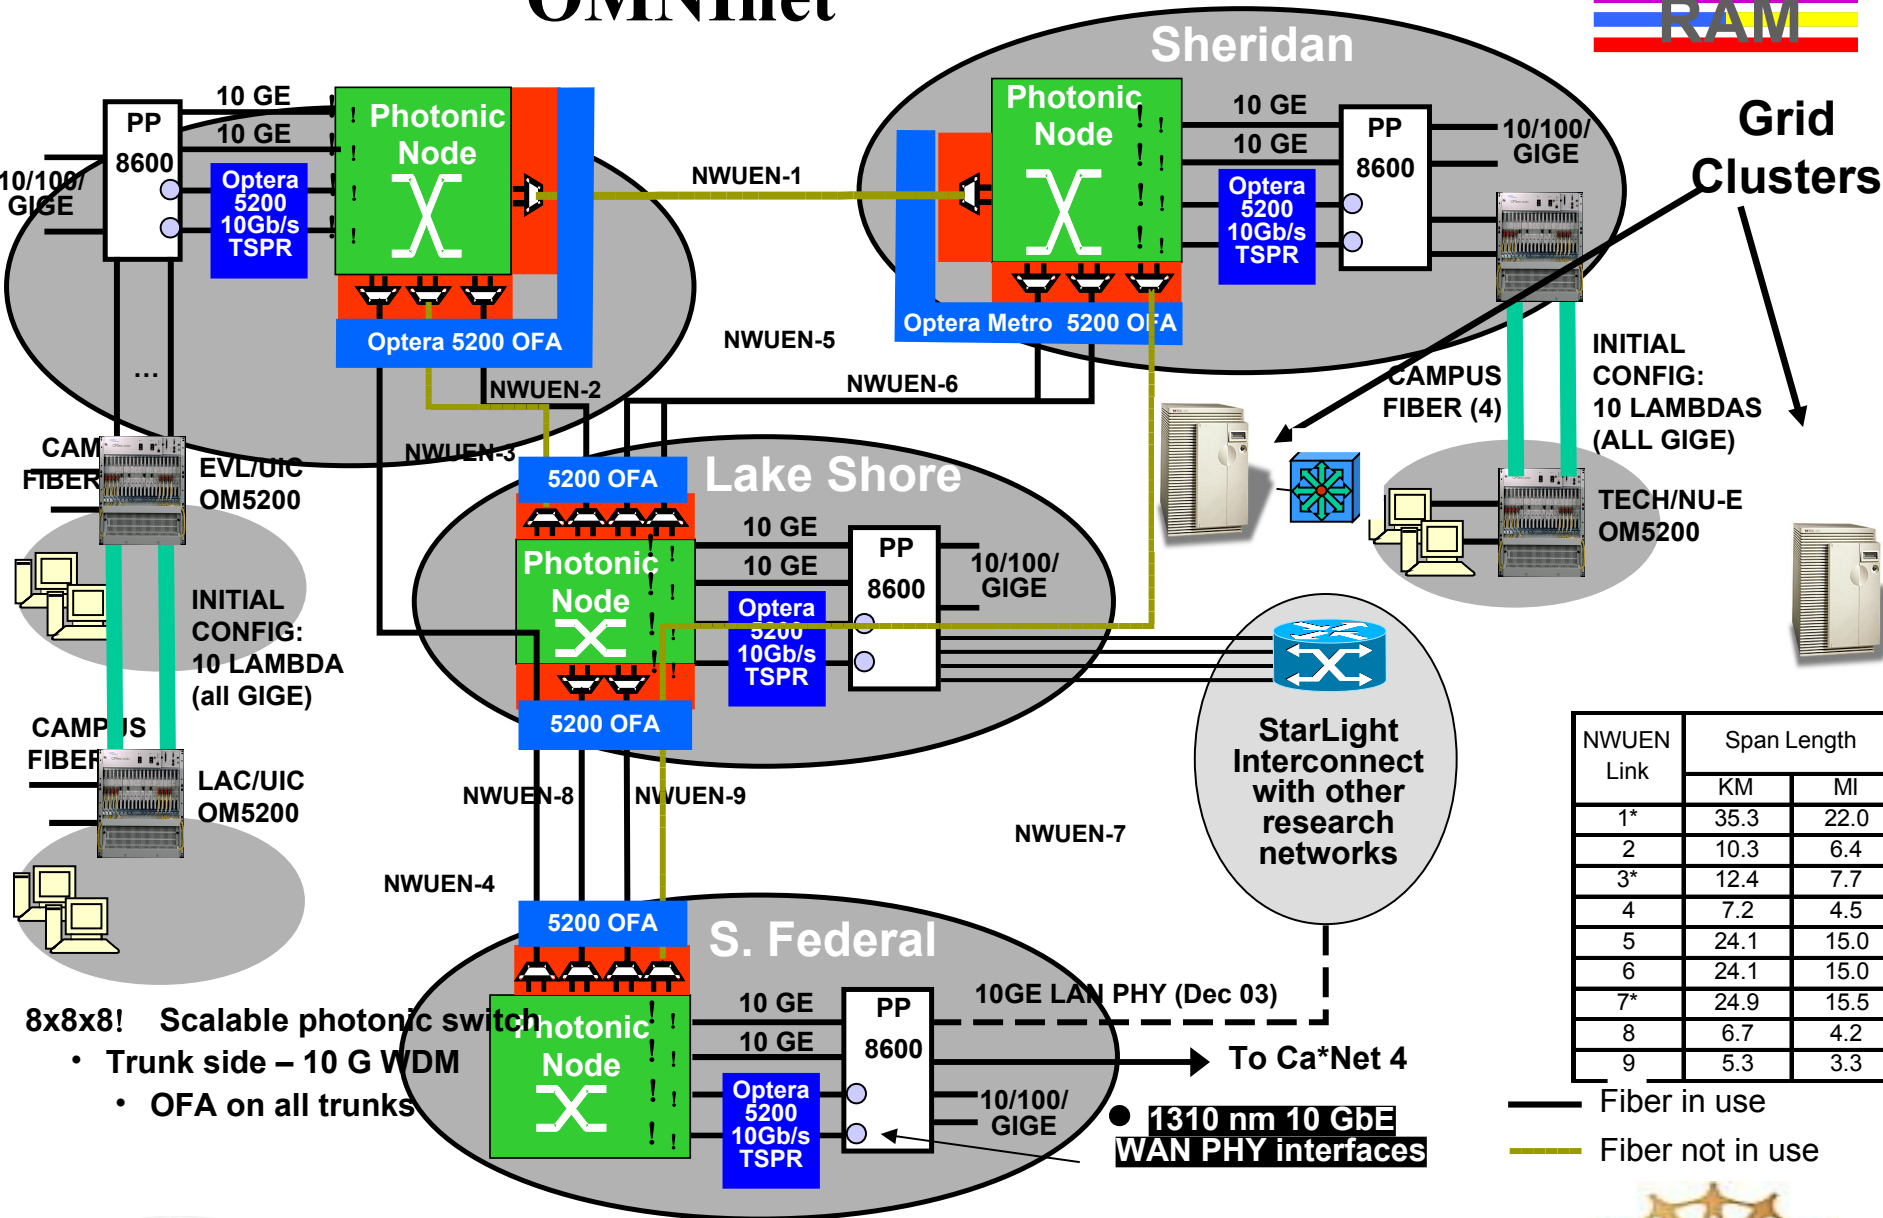 OMNInet
RAM
Sheridan
Grid
Clusters
10 GE
10 GE
PP
8600
10/100/
GIGE
Optera
5200
10Gb/s
TSPR
Photonic
Node
Optera 5200 OFA
NWUEN-1
Photonic
Node
10 GE
10 GE
Optera
5200
10Gb/s
TSPR
PP
8600
10/100/
GIGE
Optera Metro 5200 OFA
NWUEN-5
NWUEN-6
NWUEN-2
NWUEN-3
...
CAMPUS
FIBER (4)
INITIAL
CONFIG:
10 LAMBDAS
(ALL GIGE)
TECH/NU-E
OM5200
CAM
FIBER
EVL/UIC
OM5200
INITIAL
CONFIG:
10 LAMBDA
(all GIGE)
CAMPUS
FIBER
LAC/UIC
OM5200
Lake Shore
5200 OFA
Photonic
Node
10 GE
10 GE
Optera
5200
10Gb/s
TSPR
PP
8600
10/100/
GIGE
5200 OFA
StarLight
Interconnect
with other
research
networks
NWUEN-8
NWUEN-9
NWUEN-7
NWUEN-4
NWUEN Link Span Length
KM MI
1* 35.3 22.0
2 10.3 6.4
3* 12.4 7.7
4 7.2 4.5
5 24.1 15.0
6 24.1 15.0
7* 24.9 15.5
8 6.7 4.2
9 5.3 3.3
Fiber in use
Fiber not in use
S. Federal
5200 OFA
Photonic
Node
10 GE
10 GE
Optera
5200
10Gb/s
TSPR
PP
8600
10/100/
GIGE
10GE LAN PHY (Dec 03)
To Ca*Net 4
● 1310 nm 10 GbE
WAN PHY interfaces
8x8x8! Scalable photonic switch
• Trunk side – 10 G WDM
• OFA on all trunks